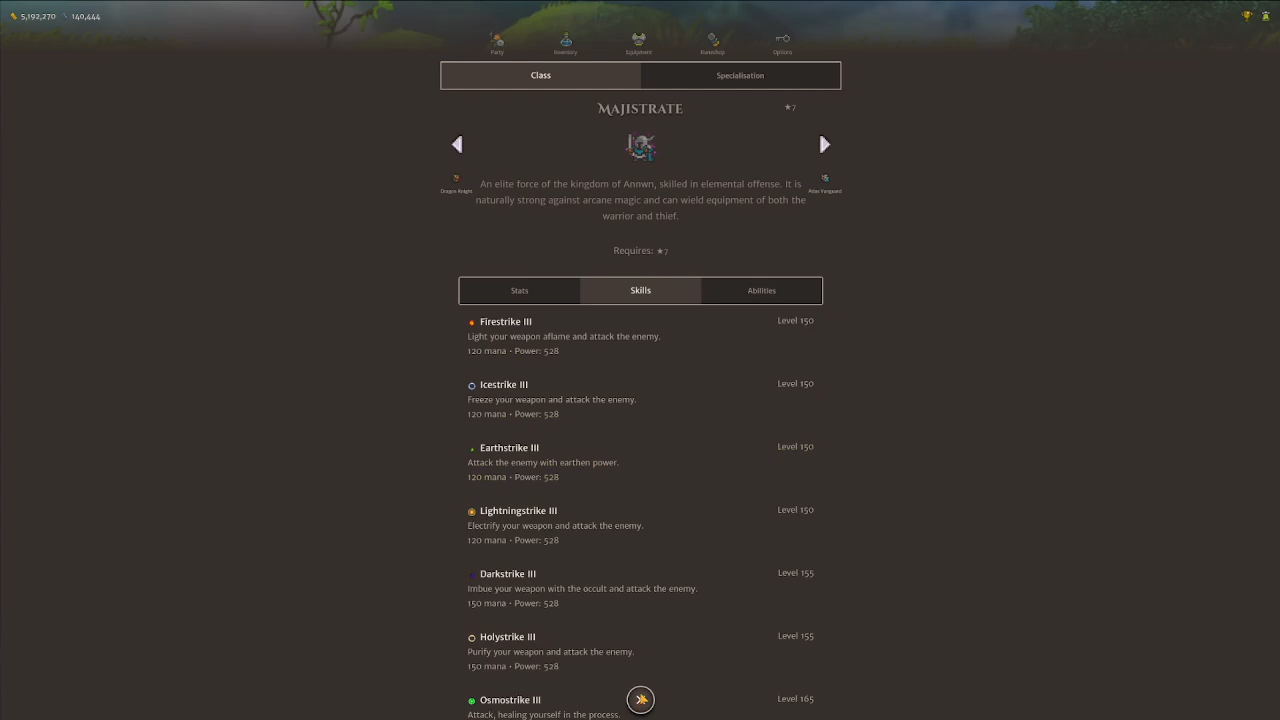 5,192,270 140,444
Party Inventory Equipment Runeshop Options
Class Specialisation
Majistrate ★7
Dragon Knight Atlas Vanguard
An elite force of the kingdom of Annwn, skilled in elemental offense. It is
naturally strong against arcane magic and can wield equipment of both the
warrior and thief.
Requires: ★7
Stats Skills Abilities
Firestrike III Level 150
Light your weapon aflame and attack the enemy.
120 mana • Power: 528
Icestrike III Level 150
Freeze your weapon and attack the enemy.
120 mana • Power: 528
Earthstrike III Level 150
Attack the enemy with earthen power.
120 mana • Power: 528
Lightningstrike III Level 150
Electrify your weapon and attack the enemy.
120 mana • Power: 528
Darkstrike III Level 155
Imbue your weapon with the occult and attack the enemy.
150 mana • Power: 528
Holystrike III Level 155
Purify your weapon and attack the enemy.
150 mana • Power: 528
Osmostrike III Level 165
Attack, healing yourself in the process.